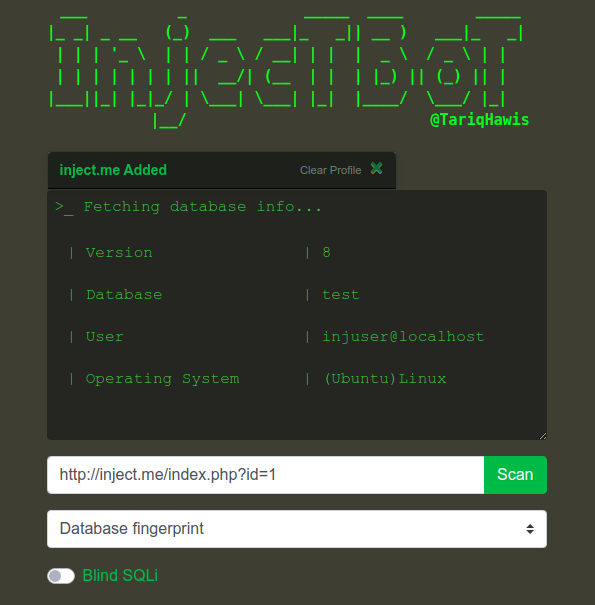 InjectBot
@TariqHawis
inject.me Added
Clear Profile ✖
>_ Fetching database info...
| Version | 8
| Database | test
| User | injuser@localhost
| Operating System | (Ubuntu)Linux
http://inject.me/index.php?id=1 Scan
Database fingerprint
Blind SQLi